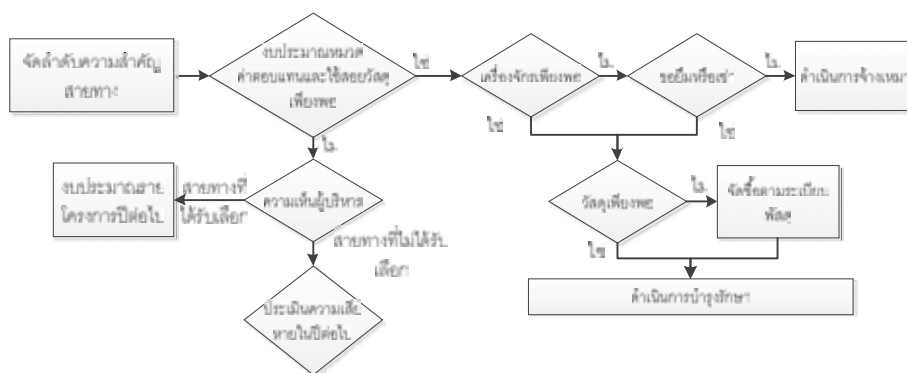 จัดลำดับความสำคัญ
สายทาง
งบประมาณหมวด
ค่าตอบแทนและใช้สอยวัสดุ
เพียงพอ
ใช่
เครื่องจักรเพียงพอ
ไม่
ขอยืมหรือเช่า
ไม่
ดำเนินการจ้างเหมา
ใช่
ใช่
ไม่
งบประมาณสาย
โครงการปีต่อไป
สายทางที่
ได้รับเลือก
ความเห็นผู้บริหาร
วัสดุเพียงพอ
ไม่
จัดซื้อตามระเบียบ
พัสดุ
สายทางที่ไม่ได้รับ
เลือก
ใช่
ประเมินความเสีย
หายในปีต่อไป
ดำเนินการบำรุงรักษา